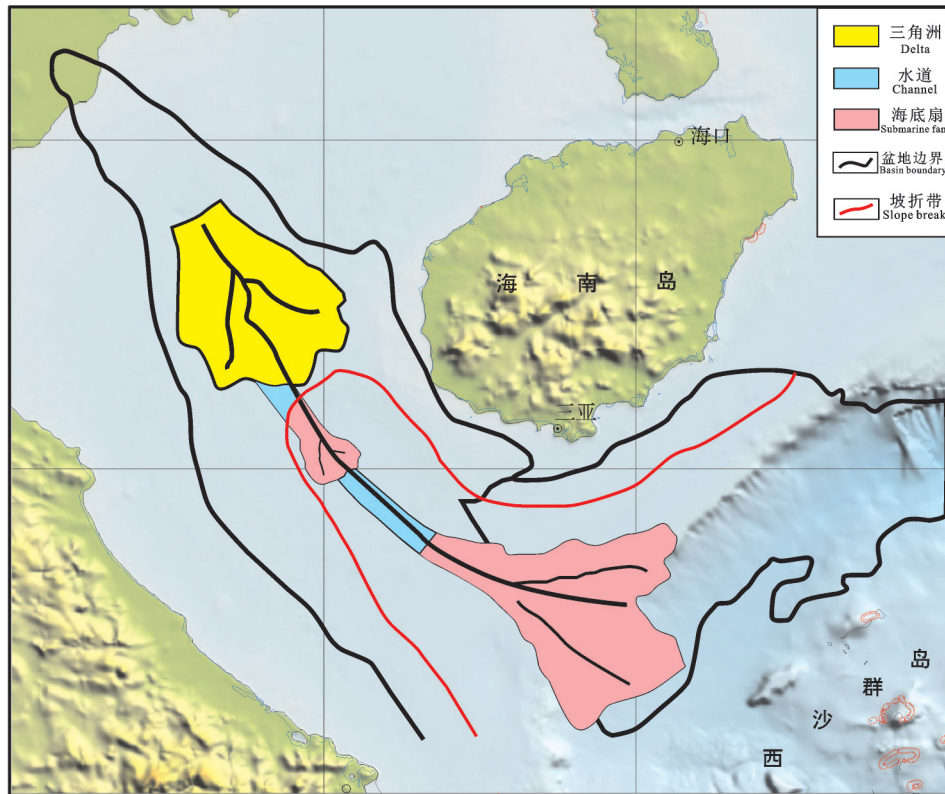 三角洲
Delta
水道
Channel
海底扇
Submarine fan
盆地边界
Basin boundary
坡折带
Slope break
海口
海南岛
三亚
西沙群岛